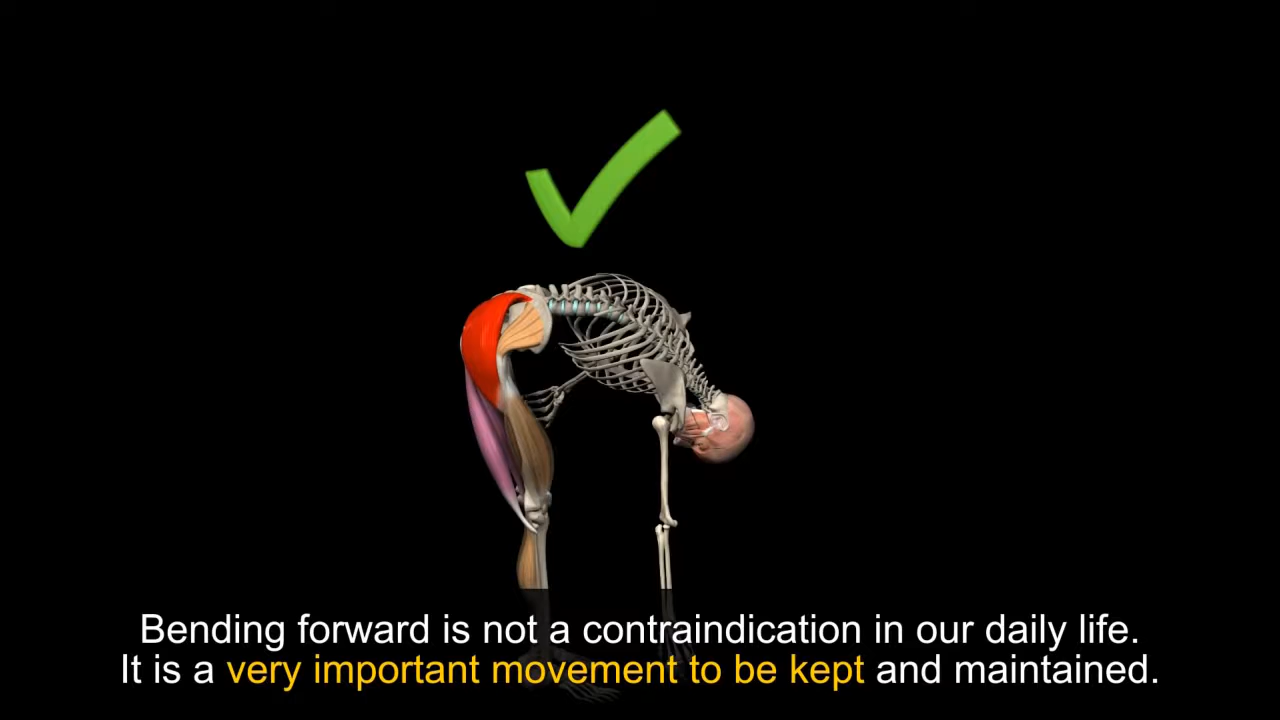 Bending forward is not a contraindication in our daily life.
It is a very important movement to be kept and maintained.